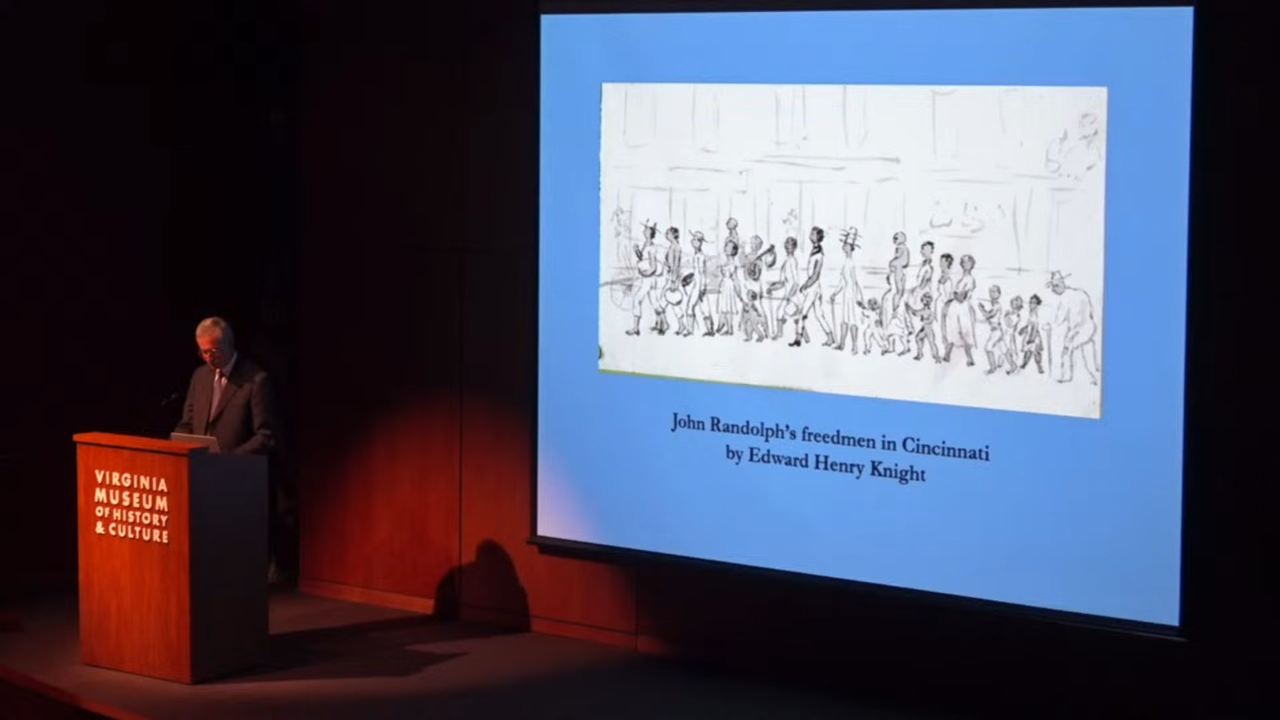 VIRGINIA
MUSEUM
OF HISTORY
& CULTURE
John Randolph's freedmen in Cincinnati
by Edward Henry Knight